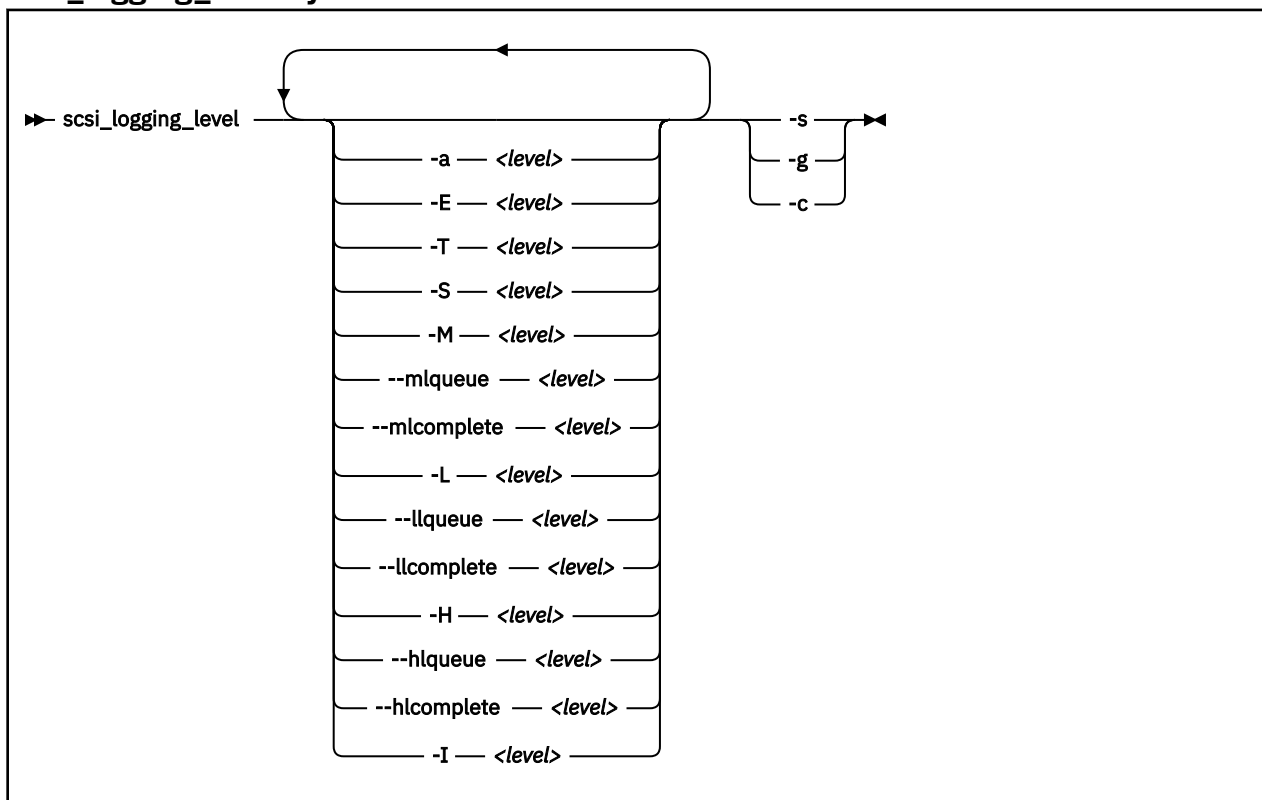 scsi_logging_level -s
-a <level> -g
-E <level> -c
-T <level>
-S <level>
-M <level>
--mlqueue <level>
--mlcomplete <level>
-L <level>
--llqueue <level>
--llcomplete <level>
-H <level>
--hlqueue <level>
--hlcomplete <level>
-I <level>